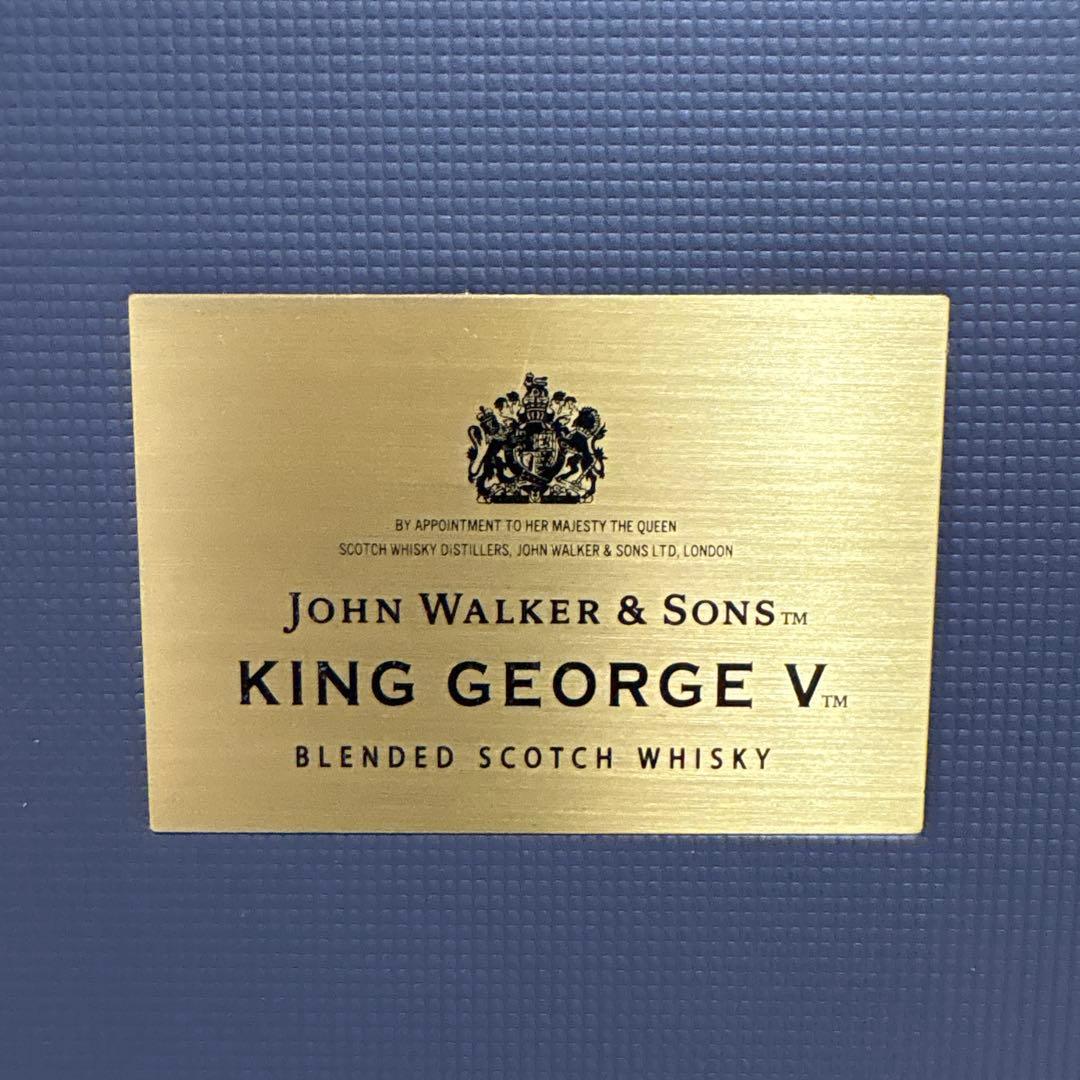 BY APPOINTMENT TO HER MAJESTY THE QUEEN
SCOTCH WHISKY DISTILLERS, JOHN WALKER & SONS LTD, LONDON
JOHN WALKER & SONS™
KING GEORGE V™
BLENDED SCOTCH WHISKY